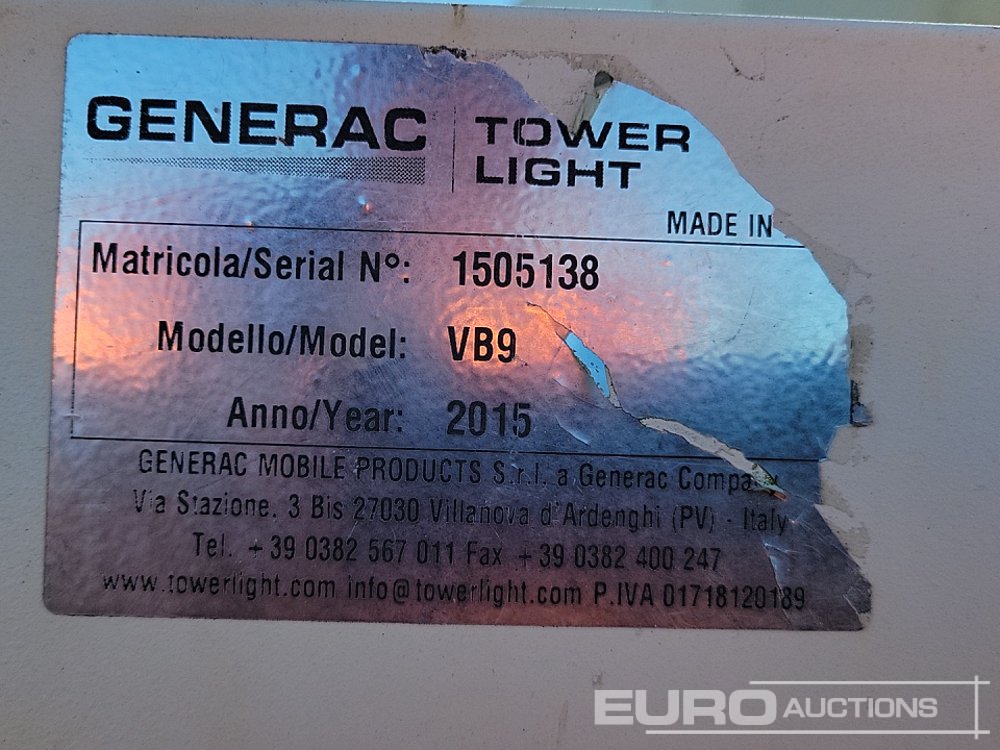 GENERAC
TOWER
LIGHT
MADE IN
Matricola/Serial N°: 1505138
Modello/Model: VB9
Anno/Year: 2015
GENERAC MOBILE PRODUCTS S.r.l. a Generac
Via Stazione, 3 Bis 27030 Villanova d'Ardenghi (PV) - Italy
Tel. +39 0382 567 011 Fax +39 0382 400 247
www.towerlight.com info@towerlight.com P.IVA 01718120189
EURO AUCTIONS